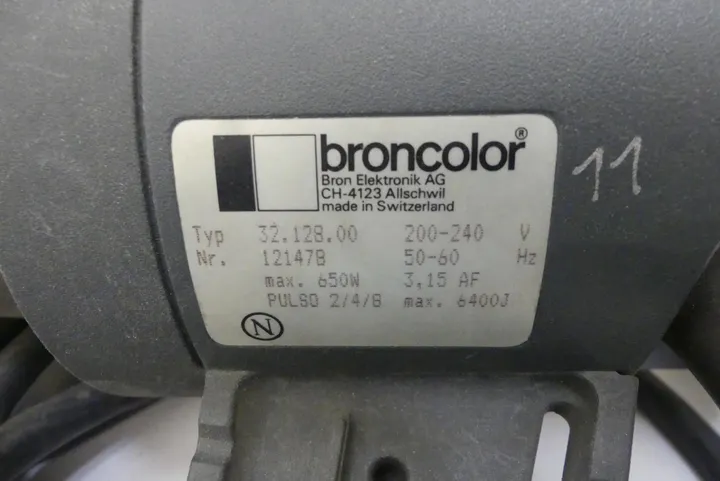 broncolor®
Bron Elektronik AG
CH-4123 Allschwil
made in Switzerland
Typ 32.128.00 200-240 V
Nr. 12147B 50-60 Hz
max. 650W 3,15 AF
PULSO 2/4/8 max. 6400J
N
11